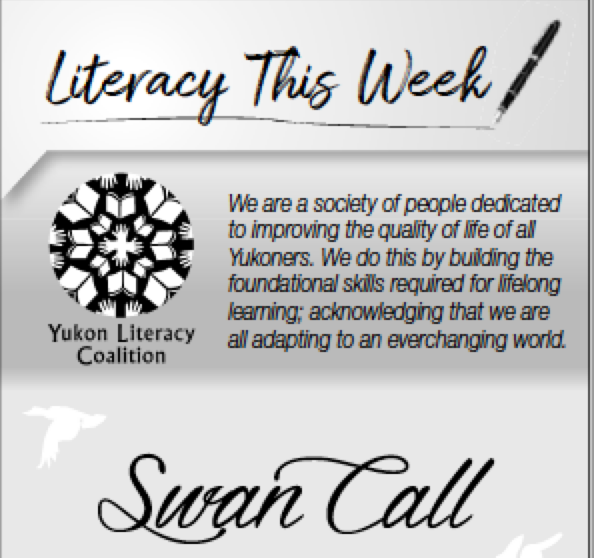 Literacy This Week
We are a society of people dedicated
to improving the quality of life of all
Yukoners. We do this by building the
foundational skills required for lifelong
learning; acknowledging that we are
all adapting to an everchanging world.
Yukon Literacy
Coalition
Swan Call